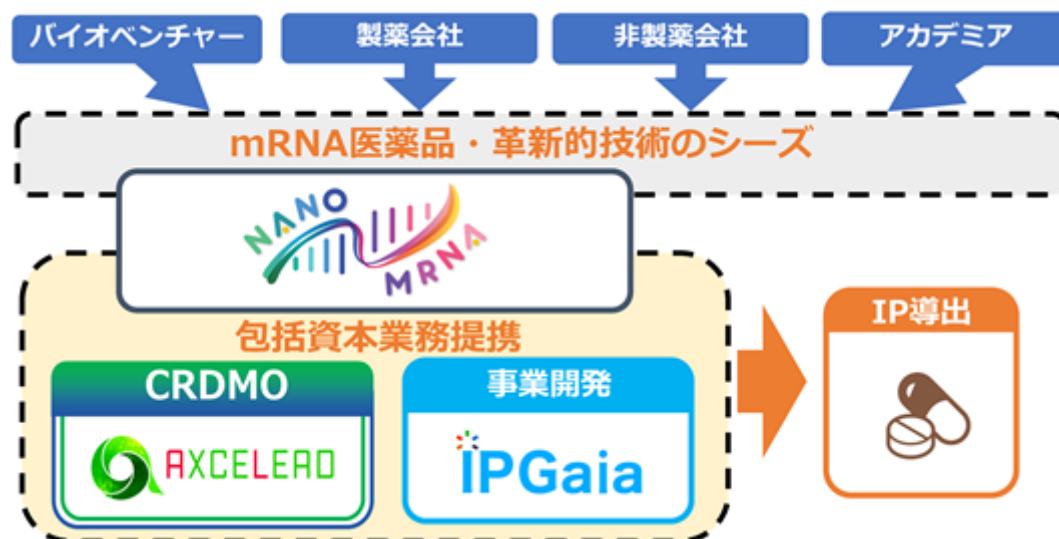 バイオベンチャー
製薬会社
非製薬会社
アカデミア
mRNA医薬品・革新的技術のシーズ
NANO
MRNA
包括資本業務提携
CRDMO
AXCELEAD
事業開発
IPGaia
IP導出